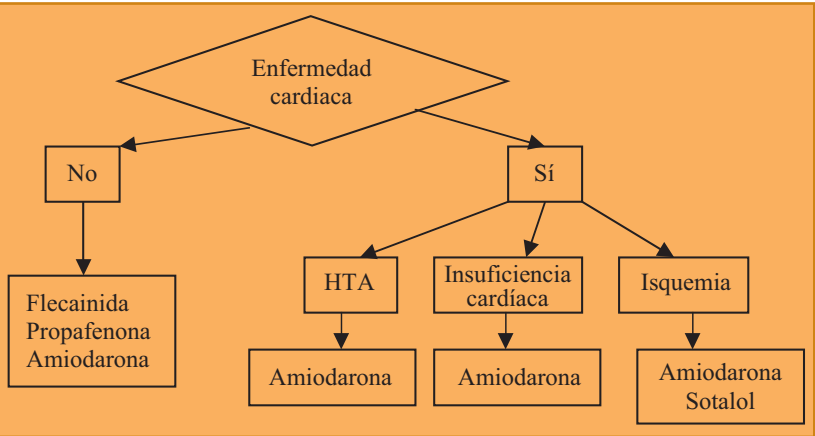 Enfermedad
cardiaca
No
Sí
Flecainida
Propafenona
Amiodarona
HTA
Insuficiencia
cardíaca
Isquemia
Amiodarona
Amiodarona
Amiodarona
Sotalol